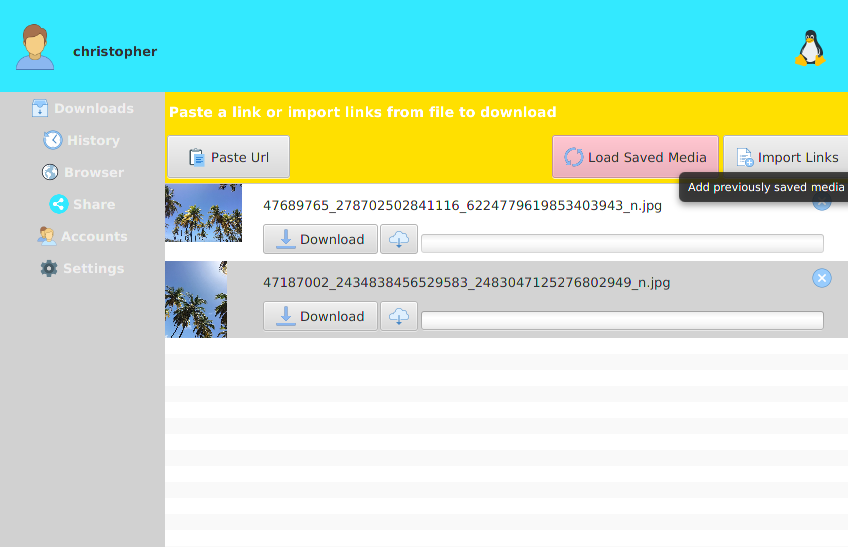 christopher
Downloads
History
Browser
Share
Accounts
Settings
Paste a link or import links from file to download
Paste Url
Load Saved Media
Import Links
Add previously saved media
47689765_278702502841116_6224779619853403943_n.jpg
Download
47187002_2434838456529583_2483047125276802949_n.jpg
Download